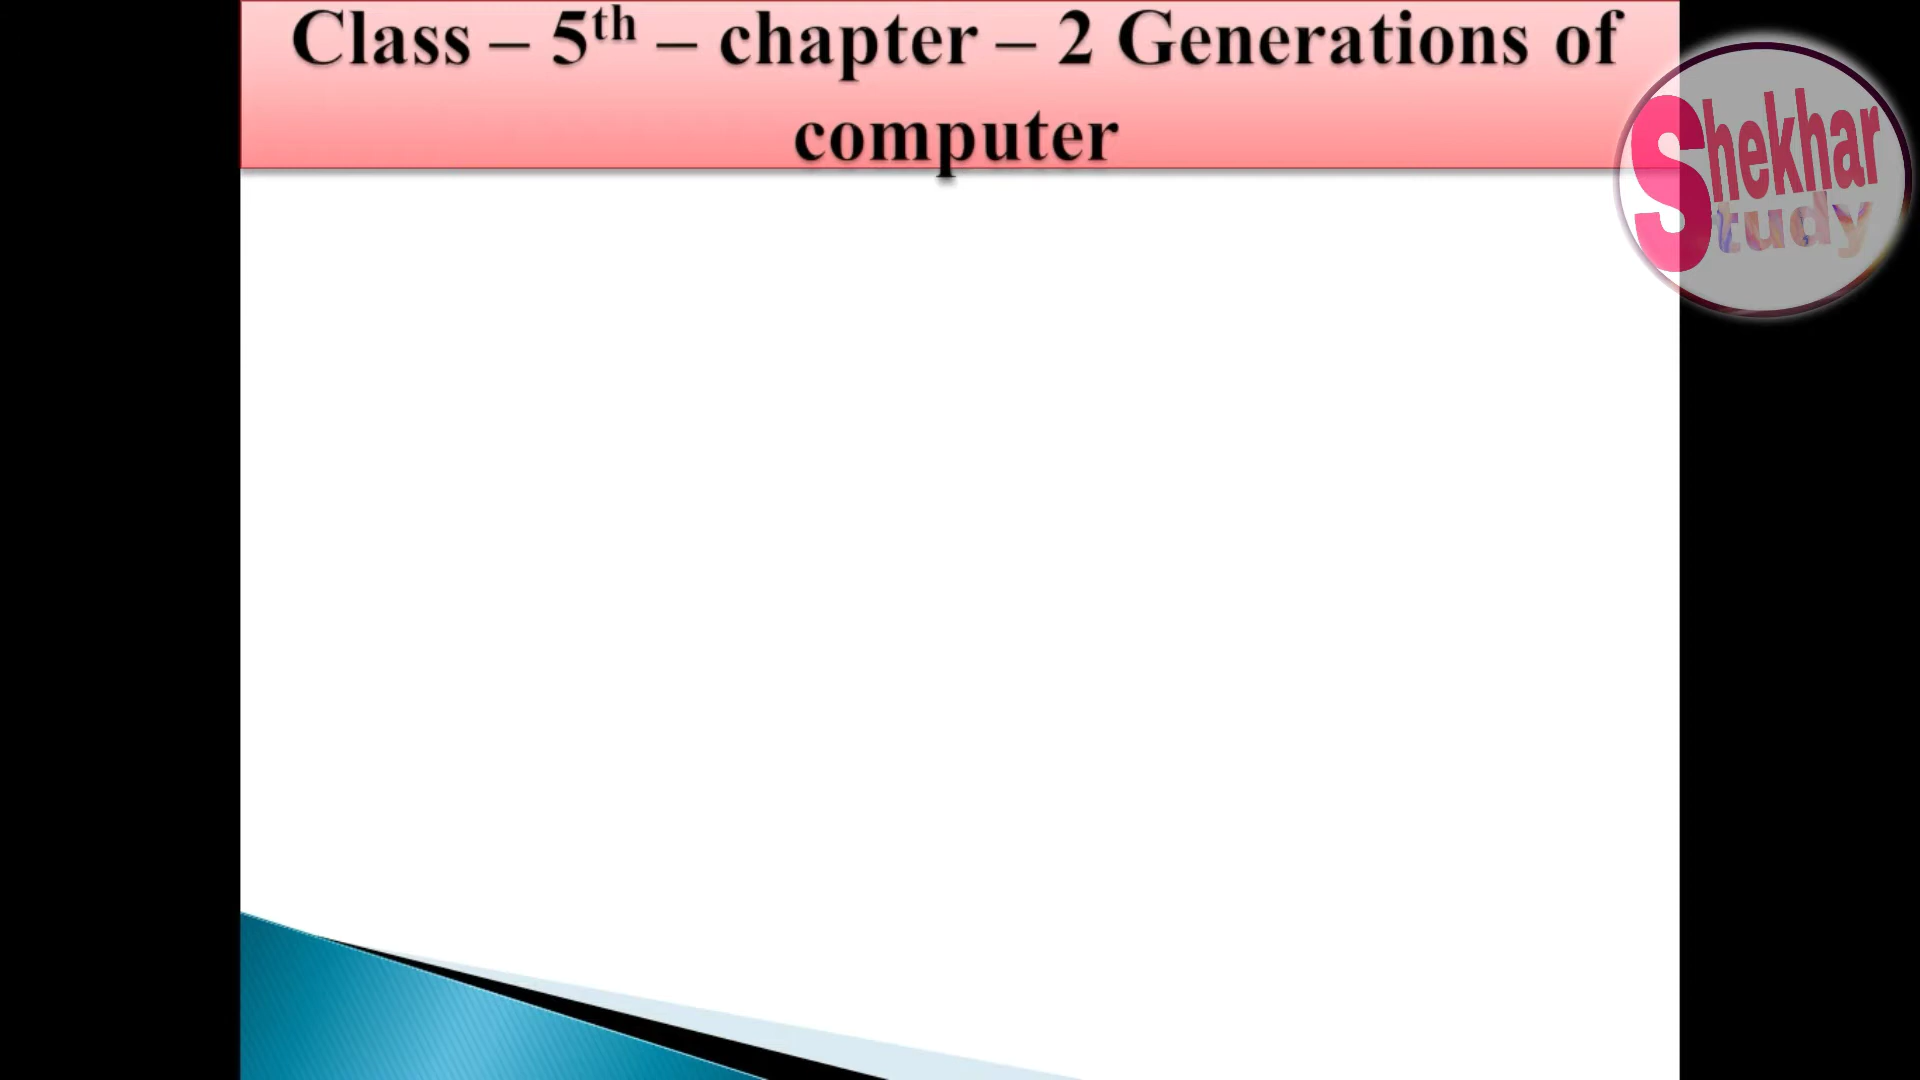 Class – 5th – chapter – 2 Generations of
computer
Shekhar
Study